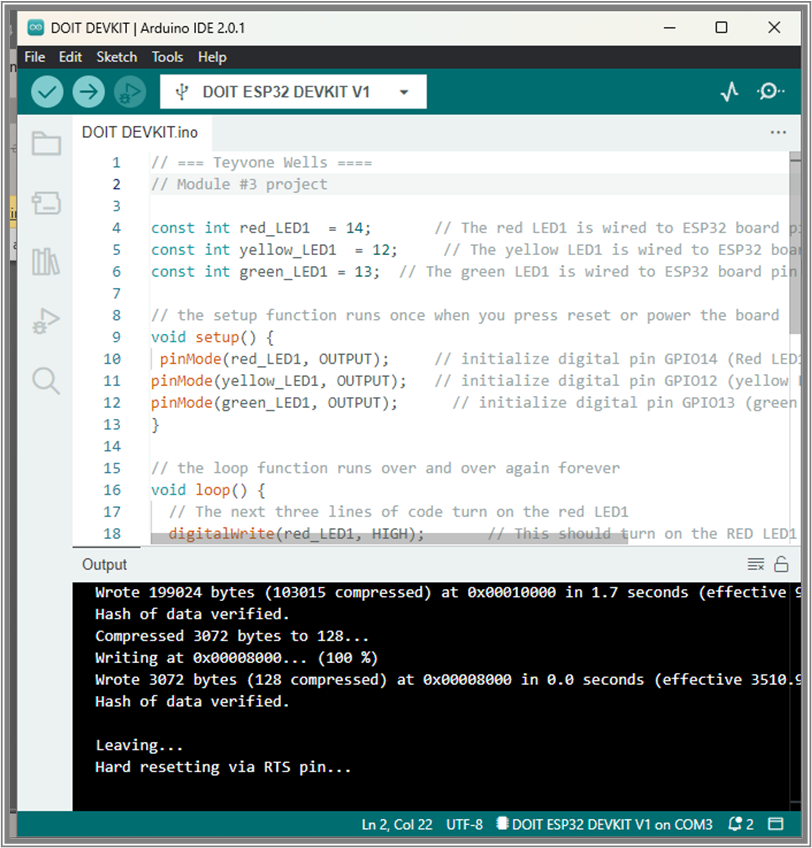 DOIT DEVKIT | Arduino IDE 2.0.1
File Edit Sketch Tools Help
DOIT ESP32 DEVKIT V1
DOIT DEVKIT.ino
1 // === Teyvone Wells ====
2 // Module #3 project
3
4 const int red_LED1  = 14;       // The red LED1 is wired to ESP32 board pi
5 const int yellow_LED1  = 12;     // The yellow LED1 is wired to ESP32 boar
6 const int green_LED1 = 13;  // The green LED1 is wired to ESP32 board pin
7
8 // the setup function runs once when you press reset or power the board
9 void setup() {
10  pinMode(red_LED1, OUTPUT);     // initialize digital pin GPIO14 (Red LED1
11 pinMode(yellow_LED1, OUTPUT);   // initialize digital pin GPIO12 (yellow
12 pinMode(green_LED1, OUTPUT);      // initialize digital pin GPIO13 (green
13 }
14
15 // the loop function runs over and over again forever
16 void loop() {
17   // The next three lines of code turn on the red LED1
18   digitalWrite(red_LED1, HIGH);       // This should turn on the RED LED1
Output
Wrote 199024 bytes (103015 compressed) at 0x00010000 in 1.7 seconds (effective 9
Hash of data verified.
Compressed 3072 bytes to 128...
Writing at 0x00008000... (100 %)
Wrote 3072 bytes (128 compressed) at 0x00008000 in 0.0 seconds (effective 3510.9
Hash of data verified.

Leaving...
Hard resetting via RTS pin...
Ln 2, Col 22 UTF-8 DOIT ESP32 DEVKIT V1 on COM3 2